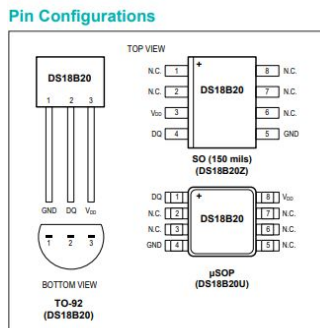 Pin Configurations
TOP VIEW
DS18B20
1 2 3
GND DQ VDD
1 2 3
BOTTOM VIEW
TO-92
(DS18B20)
N.C. 1 + 8 N.C.
N.C. 2 DS18B20 7 N.C.
VDD 3 6 N.C.
DQ 4 5 GND
SO (150 mils)
(DS18B20Z)
DQ 1 + 8 VDD
N.C. 2 DS18B20 7 N.C.
N.C. 3 6 N.C.
GND 4 5 N.C.
µSOP
(DS18B20U)